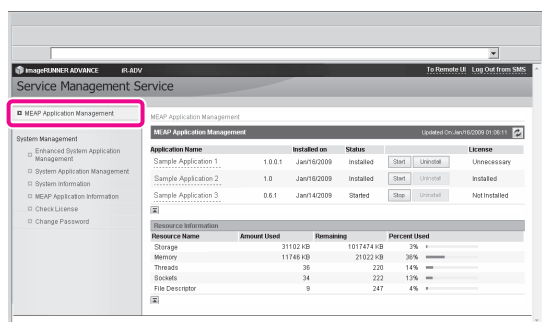 imageRUNNER ADVANCE iR-ADV To Remote UI Log Out from SMS
Service Management Service
MEAP Application Management
System Management
Enhanced System Application
Management
System Application Management
System Information
MEAP Application Information
Check License
Change Password
MEAP Application Management
MEAP Application Management Updated On:Jan/16/2009 01:06:11
Application Name Installed on Status License
Sample Application 1 1.0.0.1 Jan/16/2009 Installed Start Uninstall Unnecessary
Sample Application 2 1.0 Jan/16/2009 Installed Start Uninstall Installed
Sample Application 3 0.6.1 Jan/14/2009 Started Stop Uninstall Not Installed
Resource Information
Resource Name Amount Used Remaining Percent Used
Storage 31102 KB 1017474 KB 3%
Memory 11746 KB 21022 KB 36%
Threads 36 220 14%
Sockets 34 222 13%
File Descriptor 9 247 4%